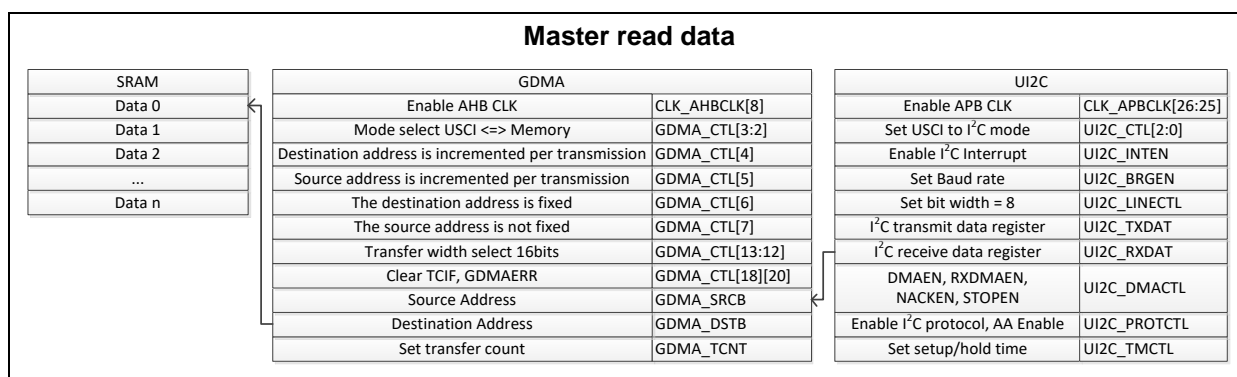 Master read data
SRAM
Data 0
Data 1
Data 2
...
Data n
GDMA
Enable AHB CLK CLK_AHBCLK[8]
Mode select USCI <=> Memory GDMA_CTL[3:2]
Destination address is incremented per transmission GDMA_CTL[4]
Source address is incremented per transmission GDMA_CTL[5]
The destination address is fixed GDMA_CTL[6]
The source address is not fixed GDMA_CTL[7]
Transfer width select 16bits GDMA_CTL[13:12]
Clear TCIF, GDMAERR GDMA_CTL[18][20]
Source Address GDMA_SRCB
Destination Address GDMA_DSTB
Set transfer count GDMA_TCNT
UI2C
Enable APB CLK CLK_APBCLK[26:25]
Set USCI to I²C mode UI2C_CTL[2:0]
Enable I²C Interrupt UI2C_INTEN
Set Baud rate UI2C_BRGEN
Set bit width = 8 UI2C_LINECTL
I²C transmit data register UI2C_TXDAT
I²C receive data register UI2C_RXDAT
DMAEN, RXDMAEN,
NACKEN, STOPEN UI2C_DMACTL
Enable I²C protocol, AA Enable UI2C_PROTCTL
Set setup/hold time UI2C_TMCTL